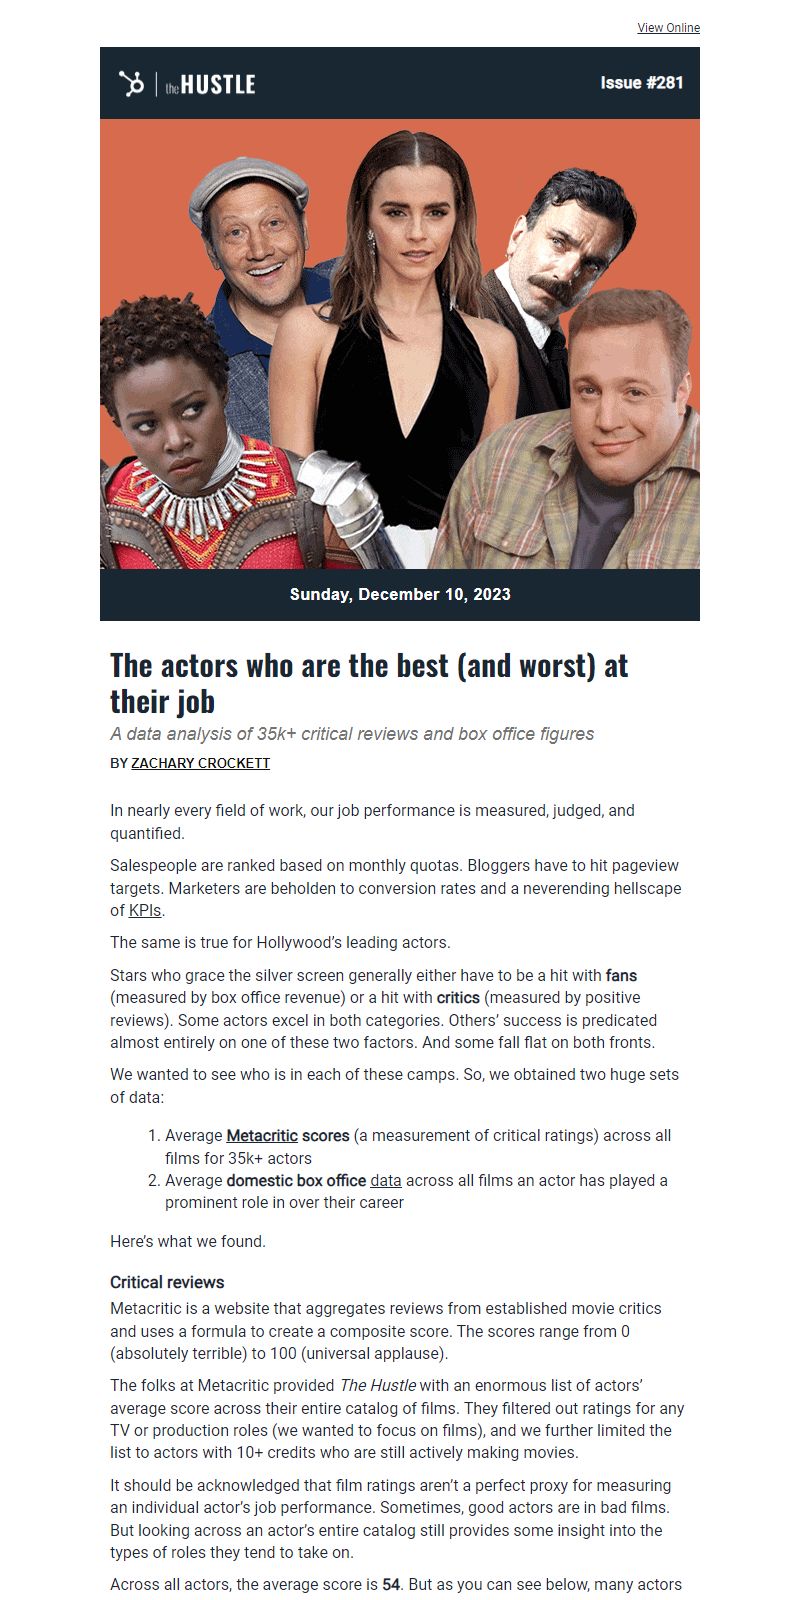 View Online
the HUSTLE
Issue #281
Sunday, December 10, 2023
The actors who are the best (and worst) at
their job
A data analysis of 35k+ critical reviews and box office figures
BY ZACHARY CROCKETT
In nearly every field of work, our job performance is measured, judged, and
quantified.
Salespeople are ranked based on monthly quotas. Bloggers have to hit pageview
targets. Marketers are beholden to conversion rates and a neverending hellscape
of KPIs.
The same is true for Hollywood’s leading actors.
Stars who grace the silver screen generally either have to be a hit with fans
(measured by box office revenue) or a hit with critics (measured by positive
reviews). Some actors excel in both categories. Others’ success is predicated
almost entirely on one of these two factors. And some fall flat on both fronts.
We wanted to see who is in each of these camps. So, we obtained two huge sets
of data:
1. Average Metacritic scores (a measurement of critical ratings) across all
films for 35k+ actors
2. Average domestic box office data across all films an actor has played a
prominent role in over their career
Here’s what we found.
Critical reviews
Metacritic is a website that aggregates reviews from established movie critics
and uses a formula to create a composite score. The scores range from 0
(absolutely terrible) to 100 (universal applause).
The folks at Metacritic provided The Hustle with an enormous list of actors’
average score across their entire catalog of films. They filtered out ratings for any
TV or production roles (we wanted to focus on films), and we further limited the
list to actors with 10+ credits who are still actively making movies.
It should be acknowledged that film ratings aren’t a perfect proxy for measuring
an individual actor’s job performance. Sometimes, good actors are in bad films.
But looking across an actor’s entire catalog still provides some insight into the
types of roles they tend to take on.
Across all actors, the average score is 54. But as you can see below, many actors